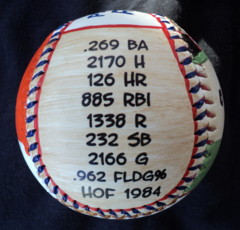 .269 BA
2170 H
126 HR
885 RBI
1338 R
232 SB
2166 G
.962 FLDG%
HOF 1984